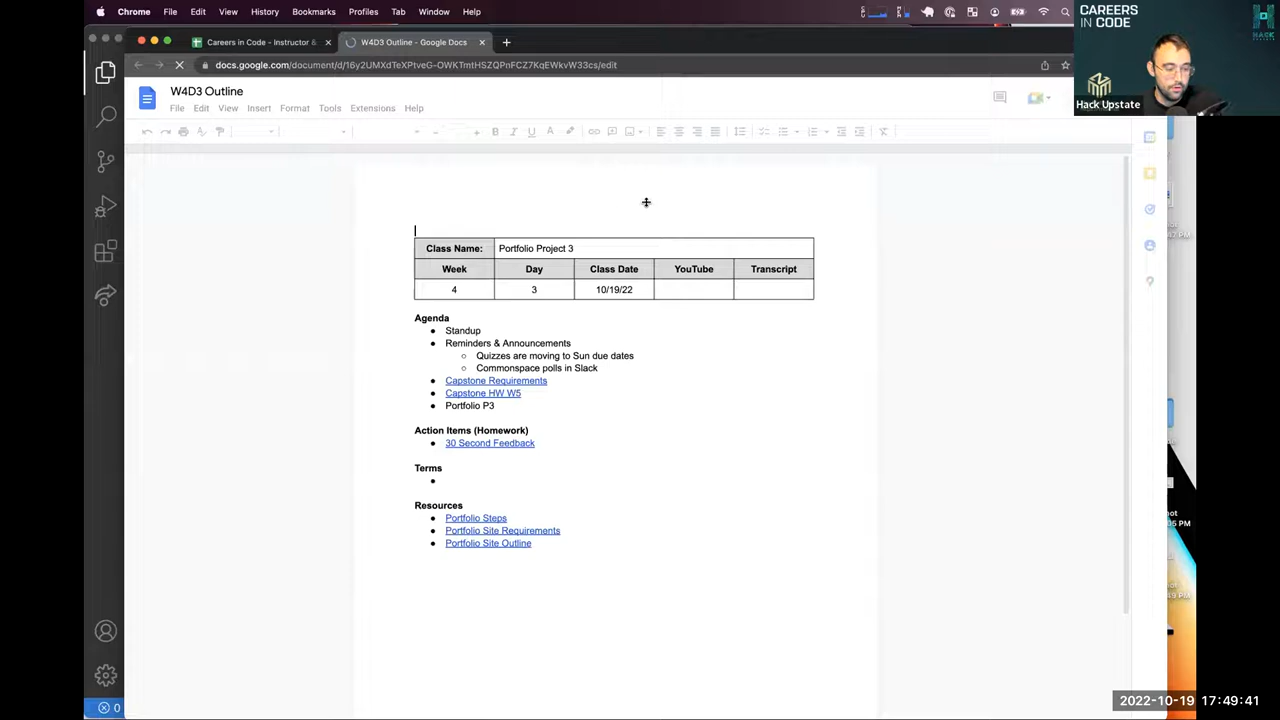 Chrome File Edit View History Bookmarks Profiles Tab Window Help
CAREERS
IN CODE
HACK
Careers in Code - Instructor &
W4D3 Outline - Google Docs
docs.google.com/document/d/16y2UMXdTeXPtveG-OWKTmtHSZQPnFCZ7KqEWkvW33cs/edit
W4D3 Outline
File Edit View Insert Format Tools Extensions Help
Hack Upstate
Class Name: Portfolio Project 3
Week Day Class Date YouTube Transcript
4 3 10/19/22
Agenda
● Standup
● Reminders & Announcements
○ Quizzes are moving to Sun due dates
○ Commonspace polls in Slack
● Capstone Requirements
● Capstone HW W5
● Portfolio P3
Action Items (Homework)
● 30 Second Feedback
Terms
●
Resources
● Portfolio Steps
● Portfolio Site Requirements
● Portfolio Site Outline
0
2022-10-19 17:49:41